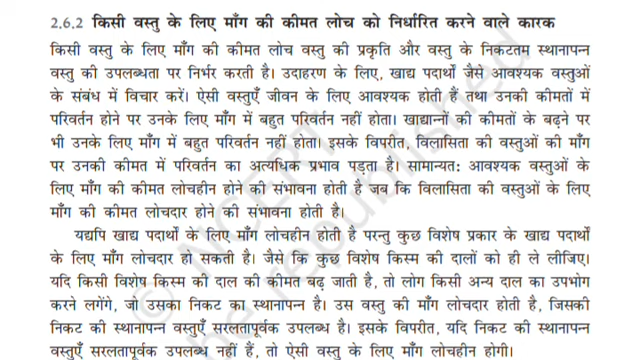 2.6.2 किसी वस्तु के लिए माँग की कीमत लोच को निर्धारित करने वाले कारक
किसी वस्तु के लिए माँग की कीमत लोच वस्तु की प्रकृति और वस्तु के निकटतम स्थानापन्न
वस्तु की उपलब्धता पर निर्भर करती है। उदाहरण के लिए, खाद्य पदार्थों जैसे आवश्यक वस्तुओं
के संबंध में विचार करें। ऐसी वस्तुएँ जीवन के लिए आवश्यक होती हैं तथा उनकी कीमतों में
परिवर्तन होने पर उनके लिए माँग में बहुत परिवर्तन नहीं होता। खाद्यान्नों की कीमतों के बढ़ने पर
भी उनके लिए माँग में बहुत परिवर्तन नहीं होता। इसके विपरीत, विलासिता की वस्तुओं की माँग
पर उनकी कीमत में परिवर्तन का अत्यधिक प्रभाव पड़ता है। सामान्यत: आवश्यक वस्तुओं के
लिए माँग की कीमत लोचहीन होने की संभावना होती है जब कि विलासिता की वस्तुओं के लिए
माँग की कीमत लोचदार होने की संभावना होती है।
यद्यपि खाद्य पदार्थों के लिए माँग लोचहीन होती है परन्तु कुछ विशेष प्रकार के खाद्य पदार्थों
के लिए माँग लोचदार हो सकती है। जैसे कि कुछ विशेष किस्म की दालों को ही ले लीजिए।
यदि किसी विशेष किस्म की दाल की कीमत बढ़ जाती है, तो लोग किसी अन्य दाल का उपभोग
करने लगेंगे, जो उसका निकट का स्थानापन्न है। उस वस्तु की माँग लोचदार होती है, जिसकी
निकट की स्थानापन्न वस्तुएँ सरलतापूर्वक उपलब्ध है। इसके विपरीत, यदि निकट की स्थानापन्न
वस्तुएँ सरलतापूर्वक उपलब्ध नहीं हैं, तो ऐसी वस्तु के लिए माँग लोचहीन होगी।
© NCERT
be republished